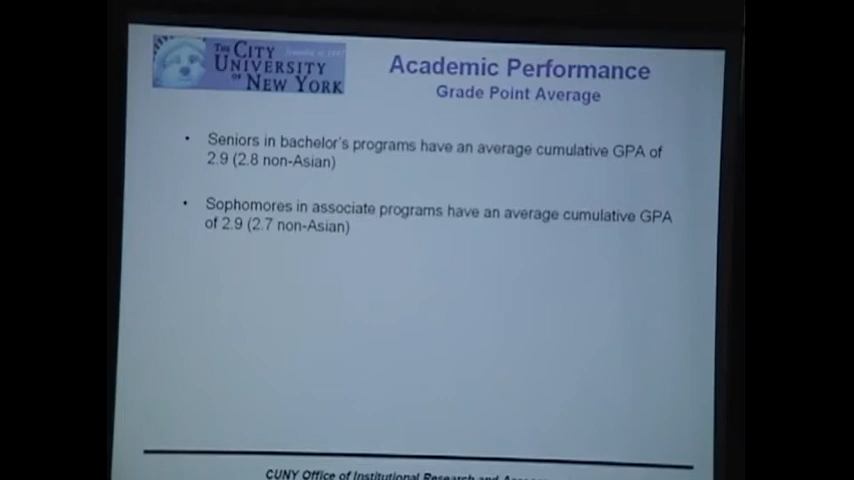 THE CITY
UNIVERSITY
OF NEW YORK
Academic Performance
Grade Point Average
• Seniors in bachelor's programs have an average cumulative GPA of
2.9 (2.8 non-Asian)
• Sophomores in associate programs have an average cumulative GPA
of 2.9 (2.7 non-Asian)
CUNY Office of Institutional Research and